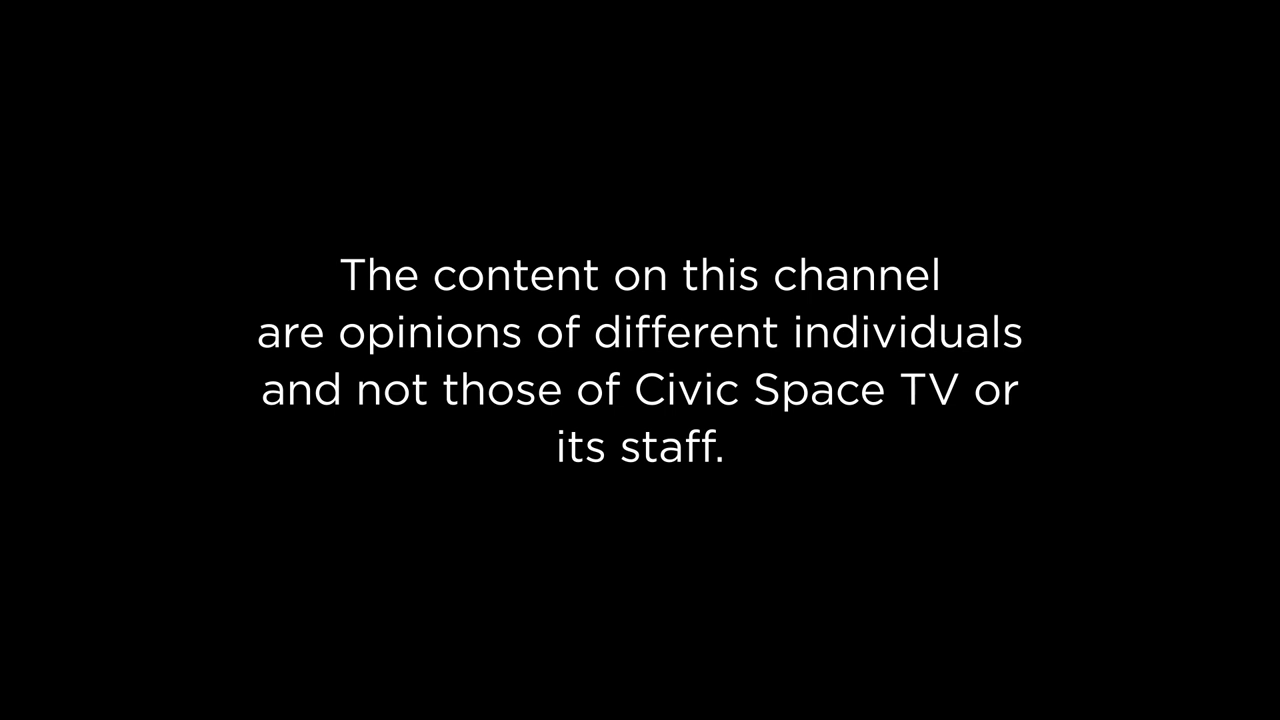 The content on this channel
are opinions of different individuals
and not those of Civic Space TV or
its staff.